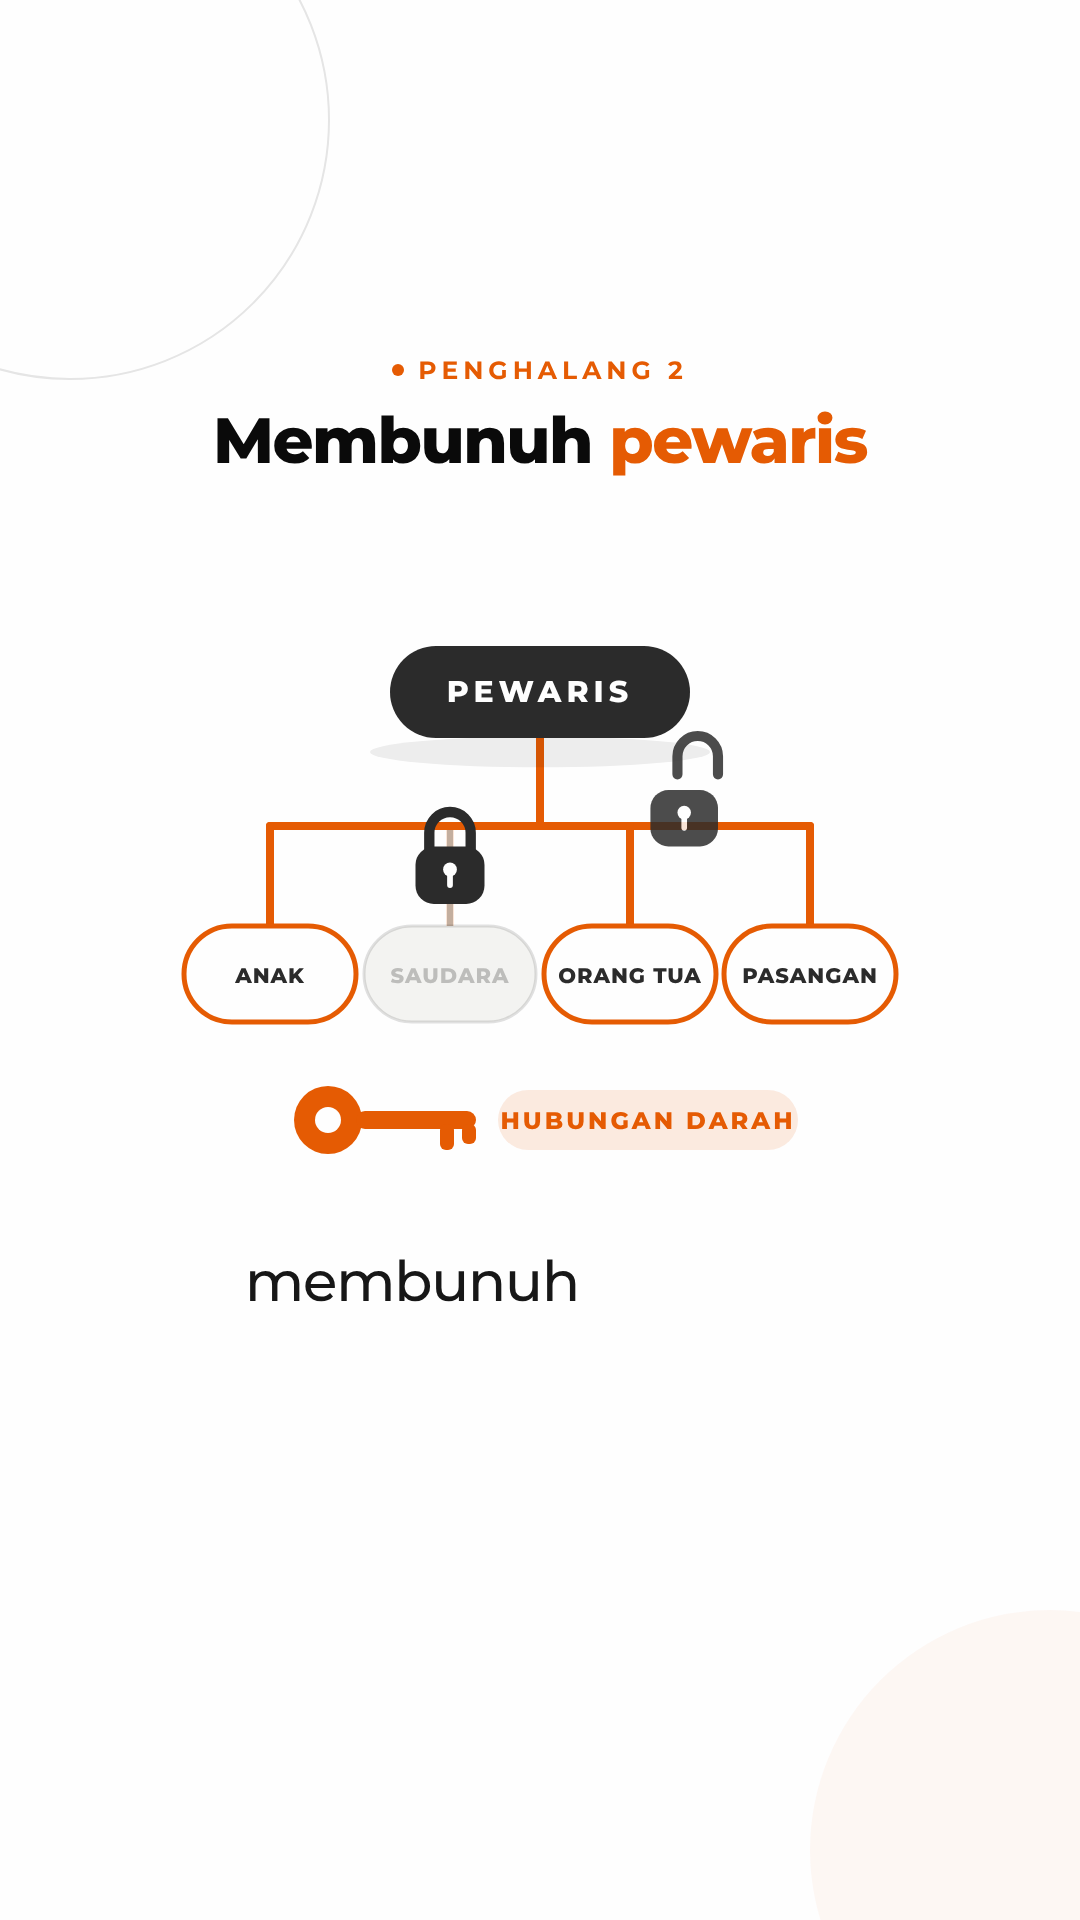 PENGHALANG 2
Membunuh pewaris
PEWARIS
ANAK
SAUDARA
ORANG TUA
PASANGAN
HUBUNGAN DARAH
membunuh